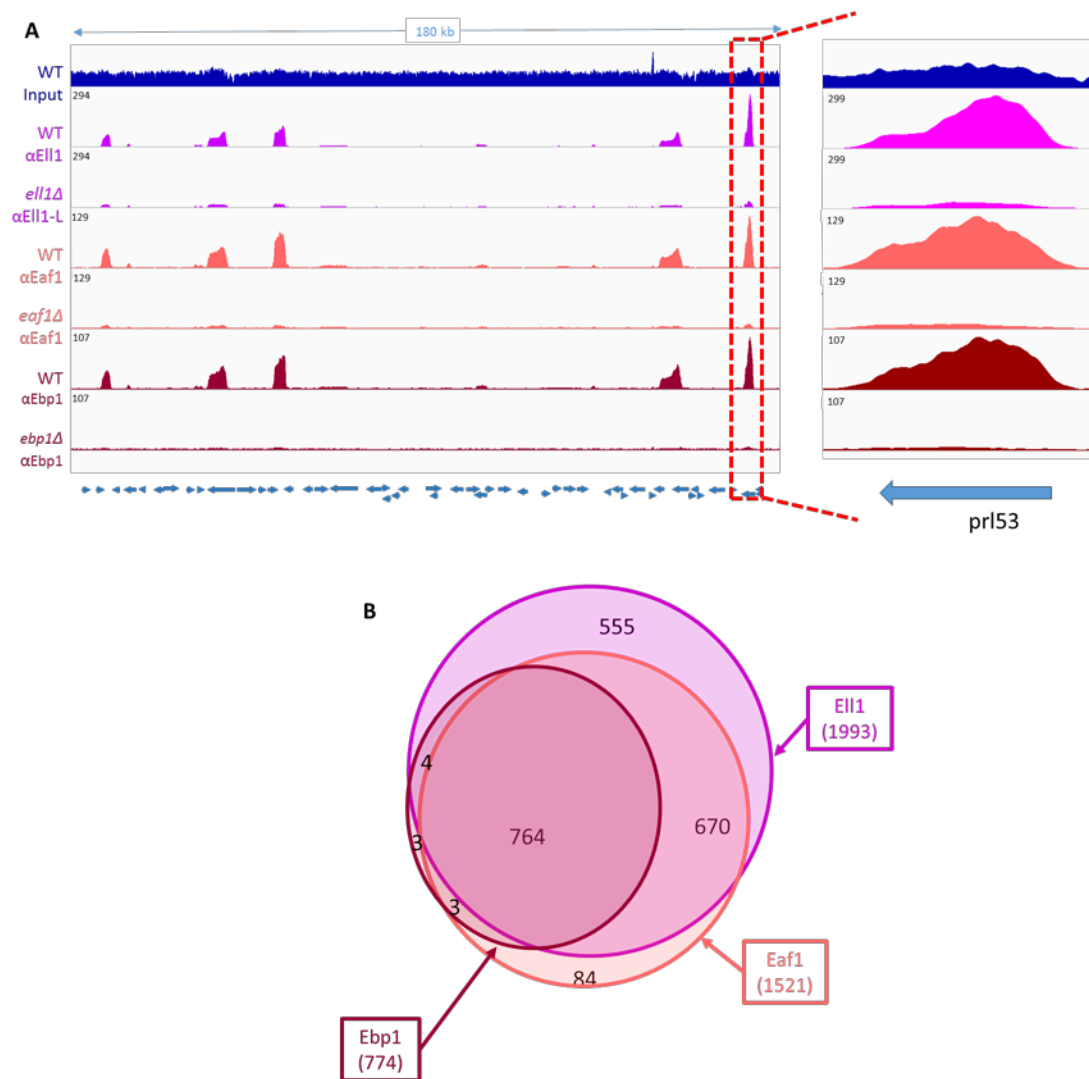 A
180 kb
WT
Input
294
299
WT
αEll1
294
299
ell1Δ
αEll1-L
129
129
WT
αEaf1
129
129
eaf1Δ
αEaf1
107
107
WT
αEbp1
107
107
ebp1Δ
αEbp1
prl53
B
555
Ell1
(1993)
4
764
670
3
3
84
Eaf1
(1521)
Ebp1
(774)